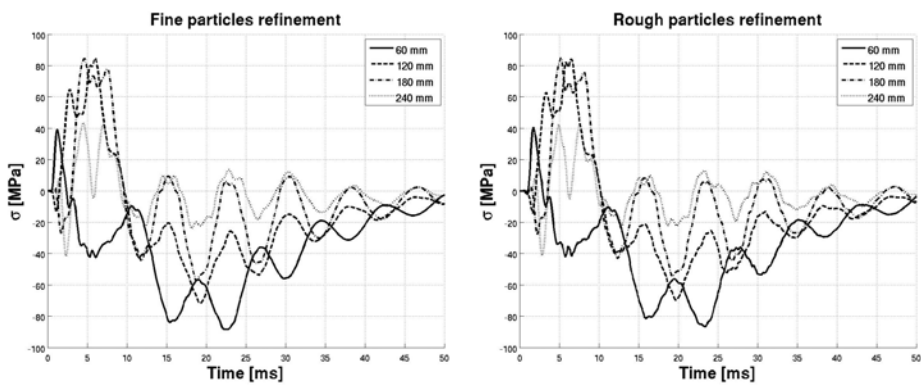 Fine particles refinement
100
80
60
40
20
0
-20
-40
-60
-80
-100
σ [MPa]
60 mm
120 mm
180 mm
240 mm
0 5 10 15 20 25 30 35 40 45 50
Time [ms]
Rough particles refinement
100
80
60
40
20
0
-20
-40
-60
-80
-100
σ [MPa]
60 mm
120 mm
180 mm
240 mm
0 5 10 15 20 25 30 35 40 45 50
Time [ms]